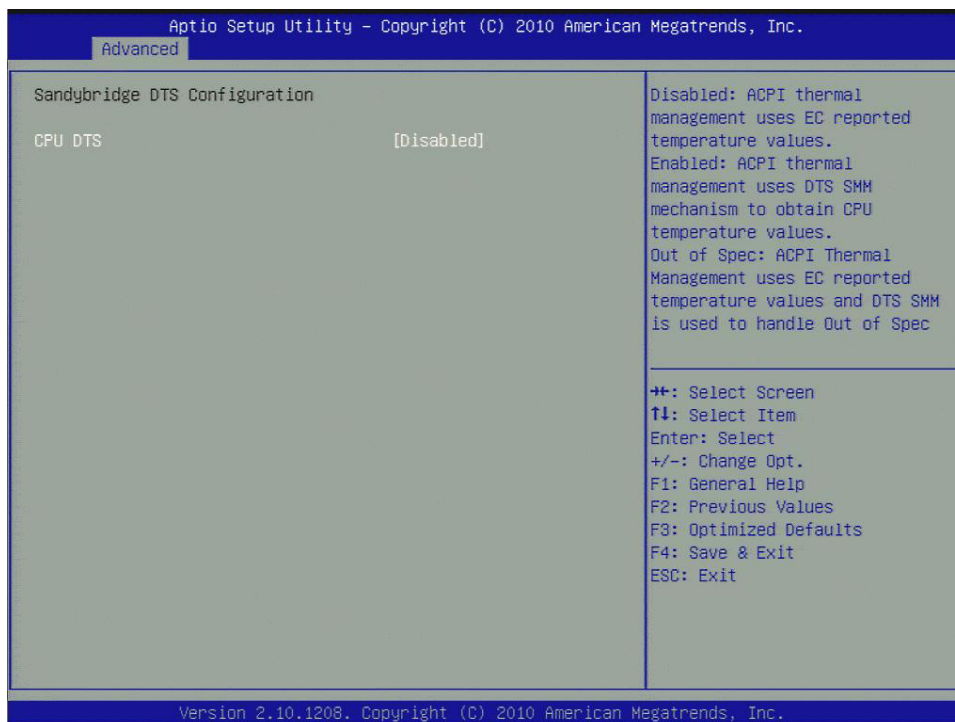 Aptio Setup Utility – Copyright (C) 2010 American Megatrends, Inc.
Advanced
Sandybridge DTS Configuration
CPU DTS [Disabled]
Disabled: ACPI thermal
management uses EC reported
temperature values.
Enabled: ACPI thermal
management uses DTS SMM
mechanism to obtain CPU
temperature values.
Out of Spec: ACPI Thermal
Management uses EC reported
temperature values and DTS SMM
is used to handle Out of Spec
→←: Select Screen
↑↓: Select Item
Enter: Select
+/-: Change Opt.
F1: General Help
F2: Previous Values
F3: Optimized Defaults
F4: Save & Exit
ESC: Exit
Version 2.10.1208. Copyright (C) 2010 American Megatrends, Inc.